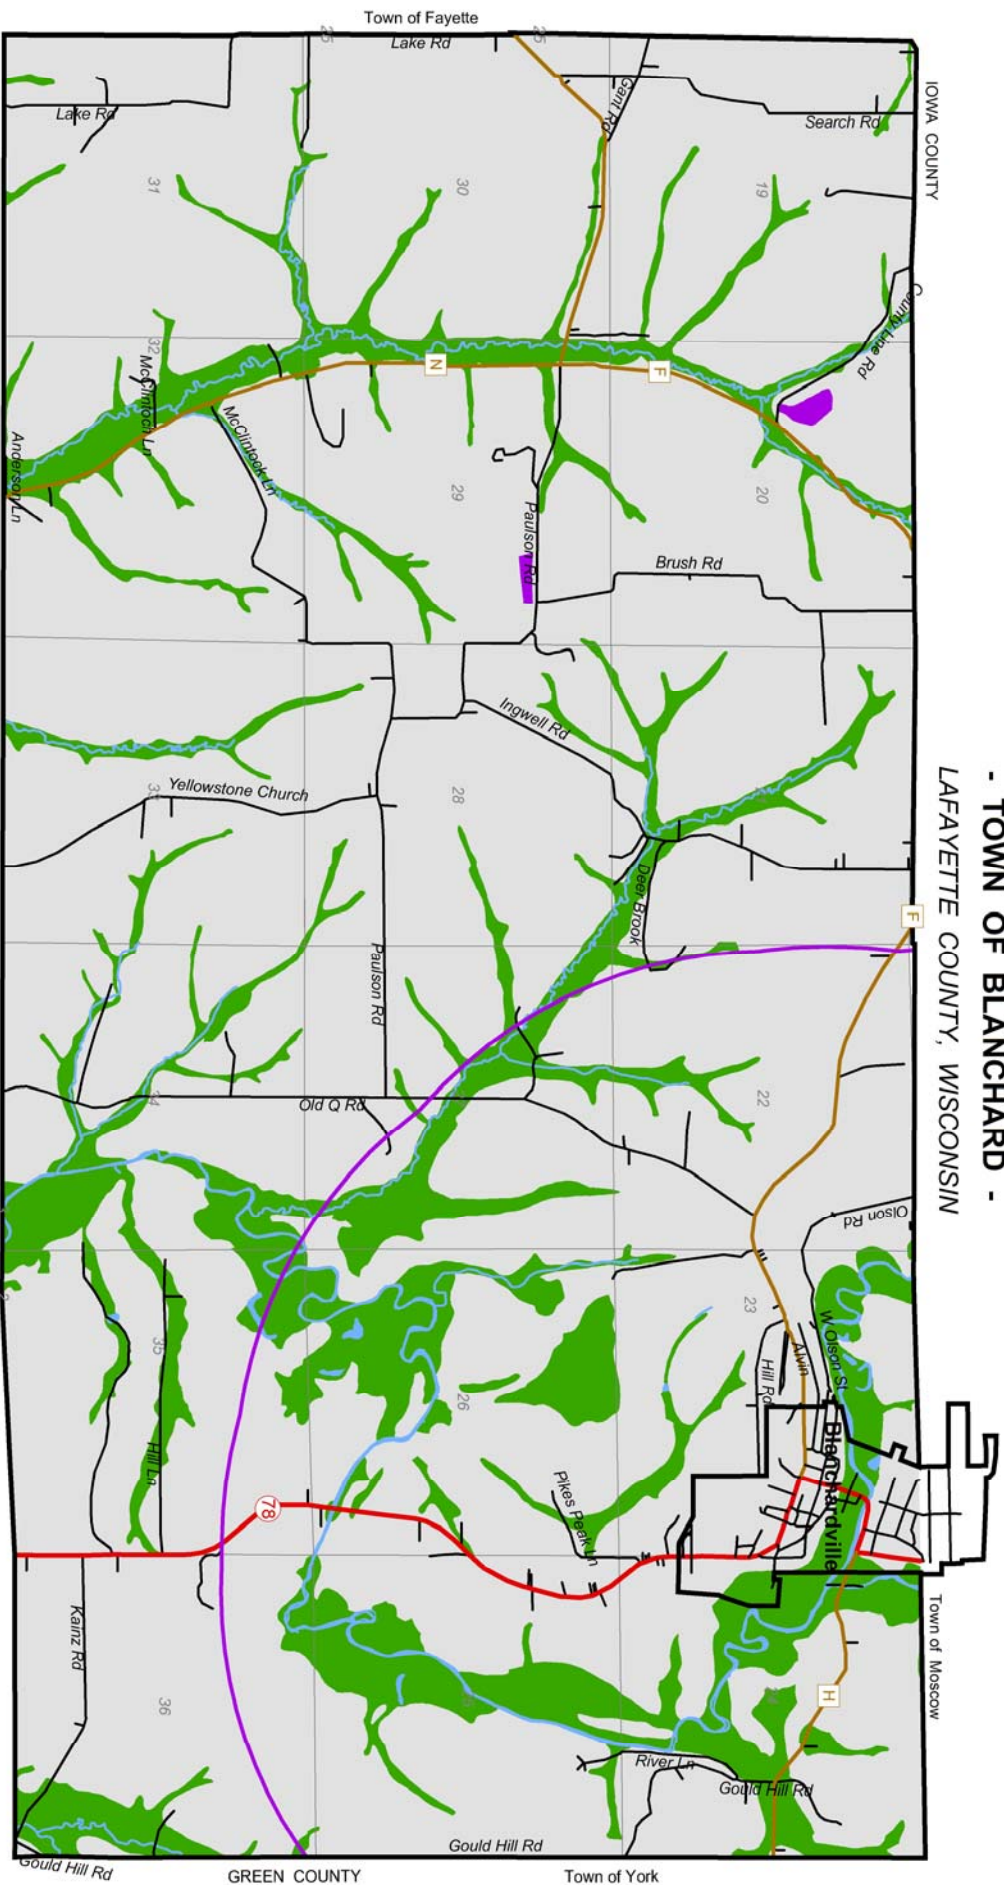 - TOWN OF BLANCHARD -
LAFAYETTE COUNTY, WISCONSIN
Town of Fayette
Lake Rd
Lake Rd
Gant Rd
Search Rd
IOWA COUNTY
31
30
19
County Line Rd
32
McClintoch Ln
McClintock Ln
N
F
Anderson Ln
29
20
Paulson Rd
Brush Rd
Ingwell Rd
Yellowstone Church
28
Deer Brook
F
Paulson Rd
Old Q Rd
22
Olson Rd
23
W Olson St
Alvin
Hill Rd
Blanchardville
35
Hill Ln
26
Pikes Peak Ln
78
Kainz Rd
36
H
Town of Moscow
River Ln
Gould Hill Rd
Gould Hill Rd
Gould Hill Rd
GREEN COUNTY
Town of York